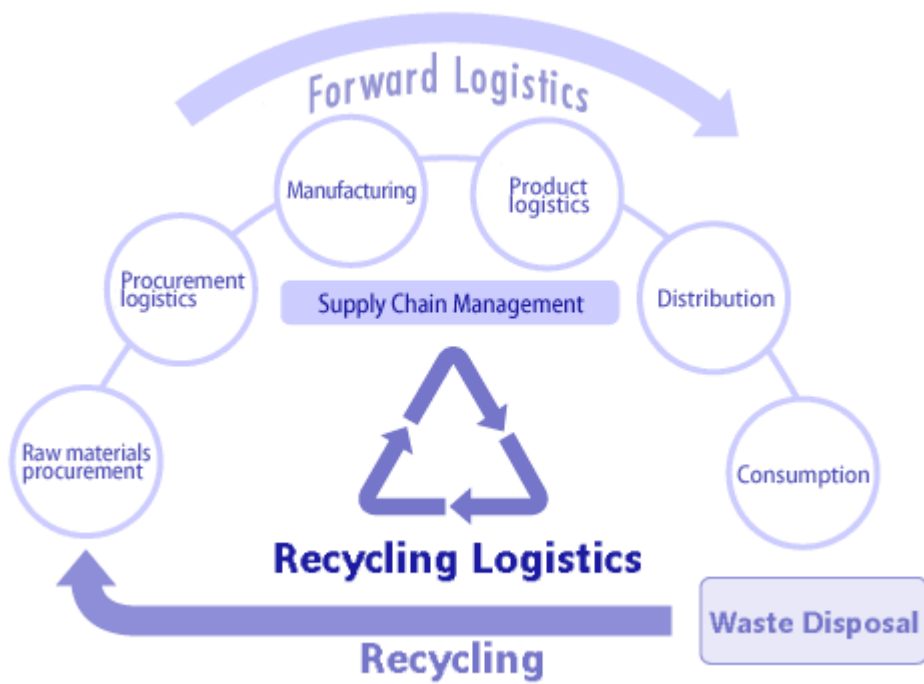 Forward Logistics
Manufacturing
Product
logistics
Procurement
logistics
Supply Chain Management
Distribution
Raw materials
procurement
Consumption
Recycling Logistics
Waste Disposal
Recycling